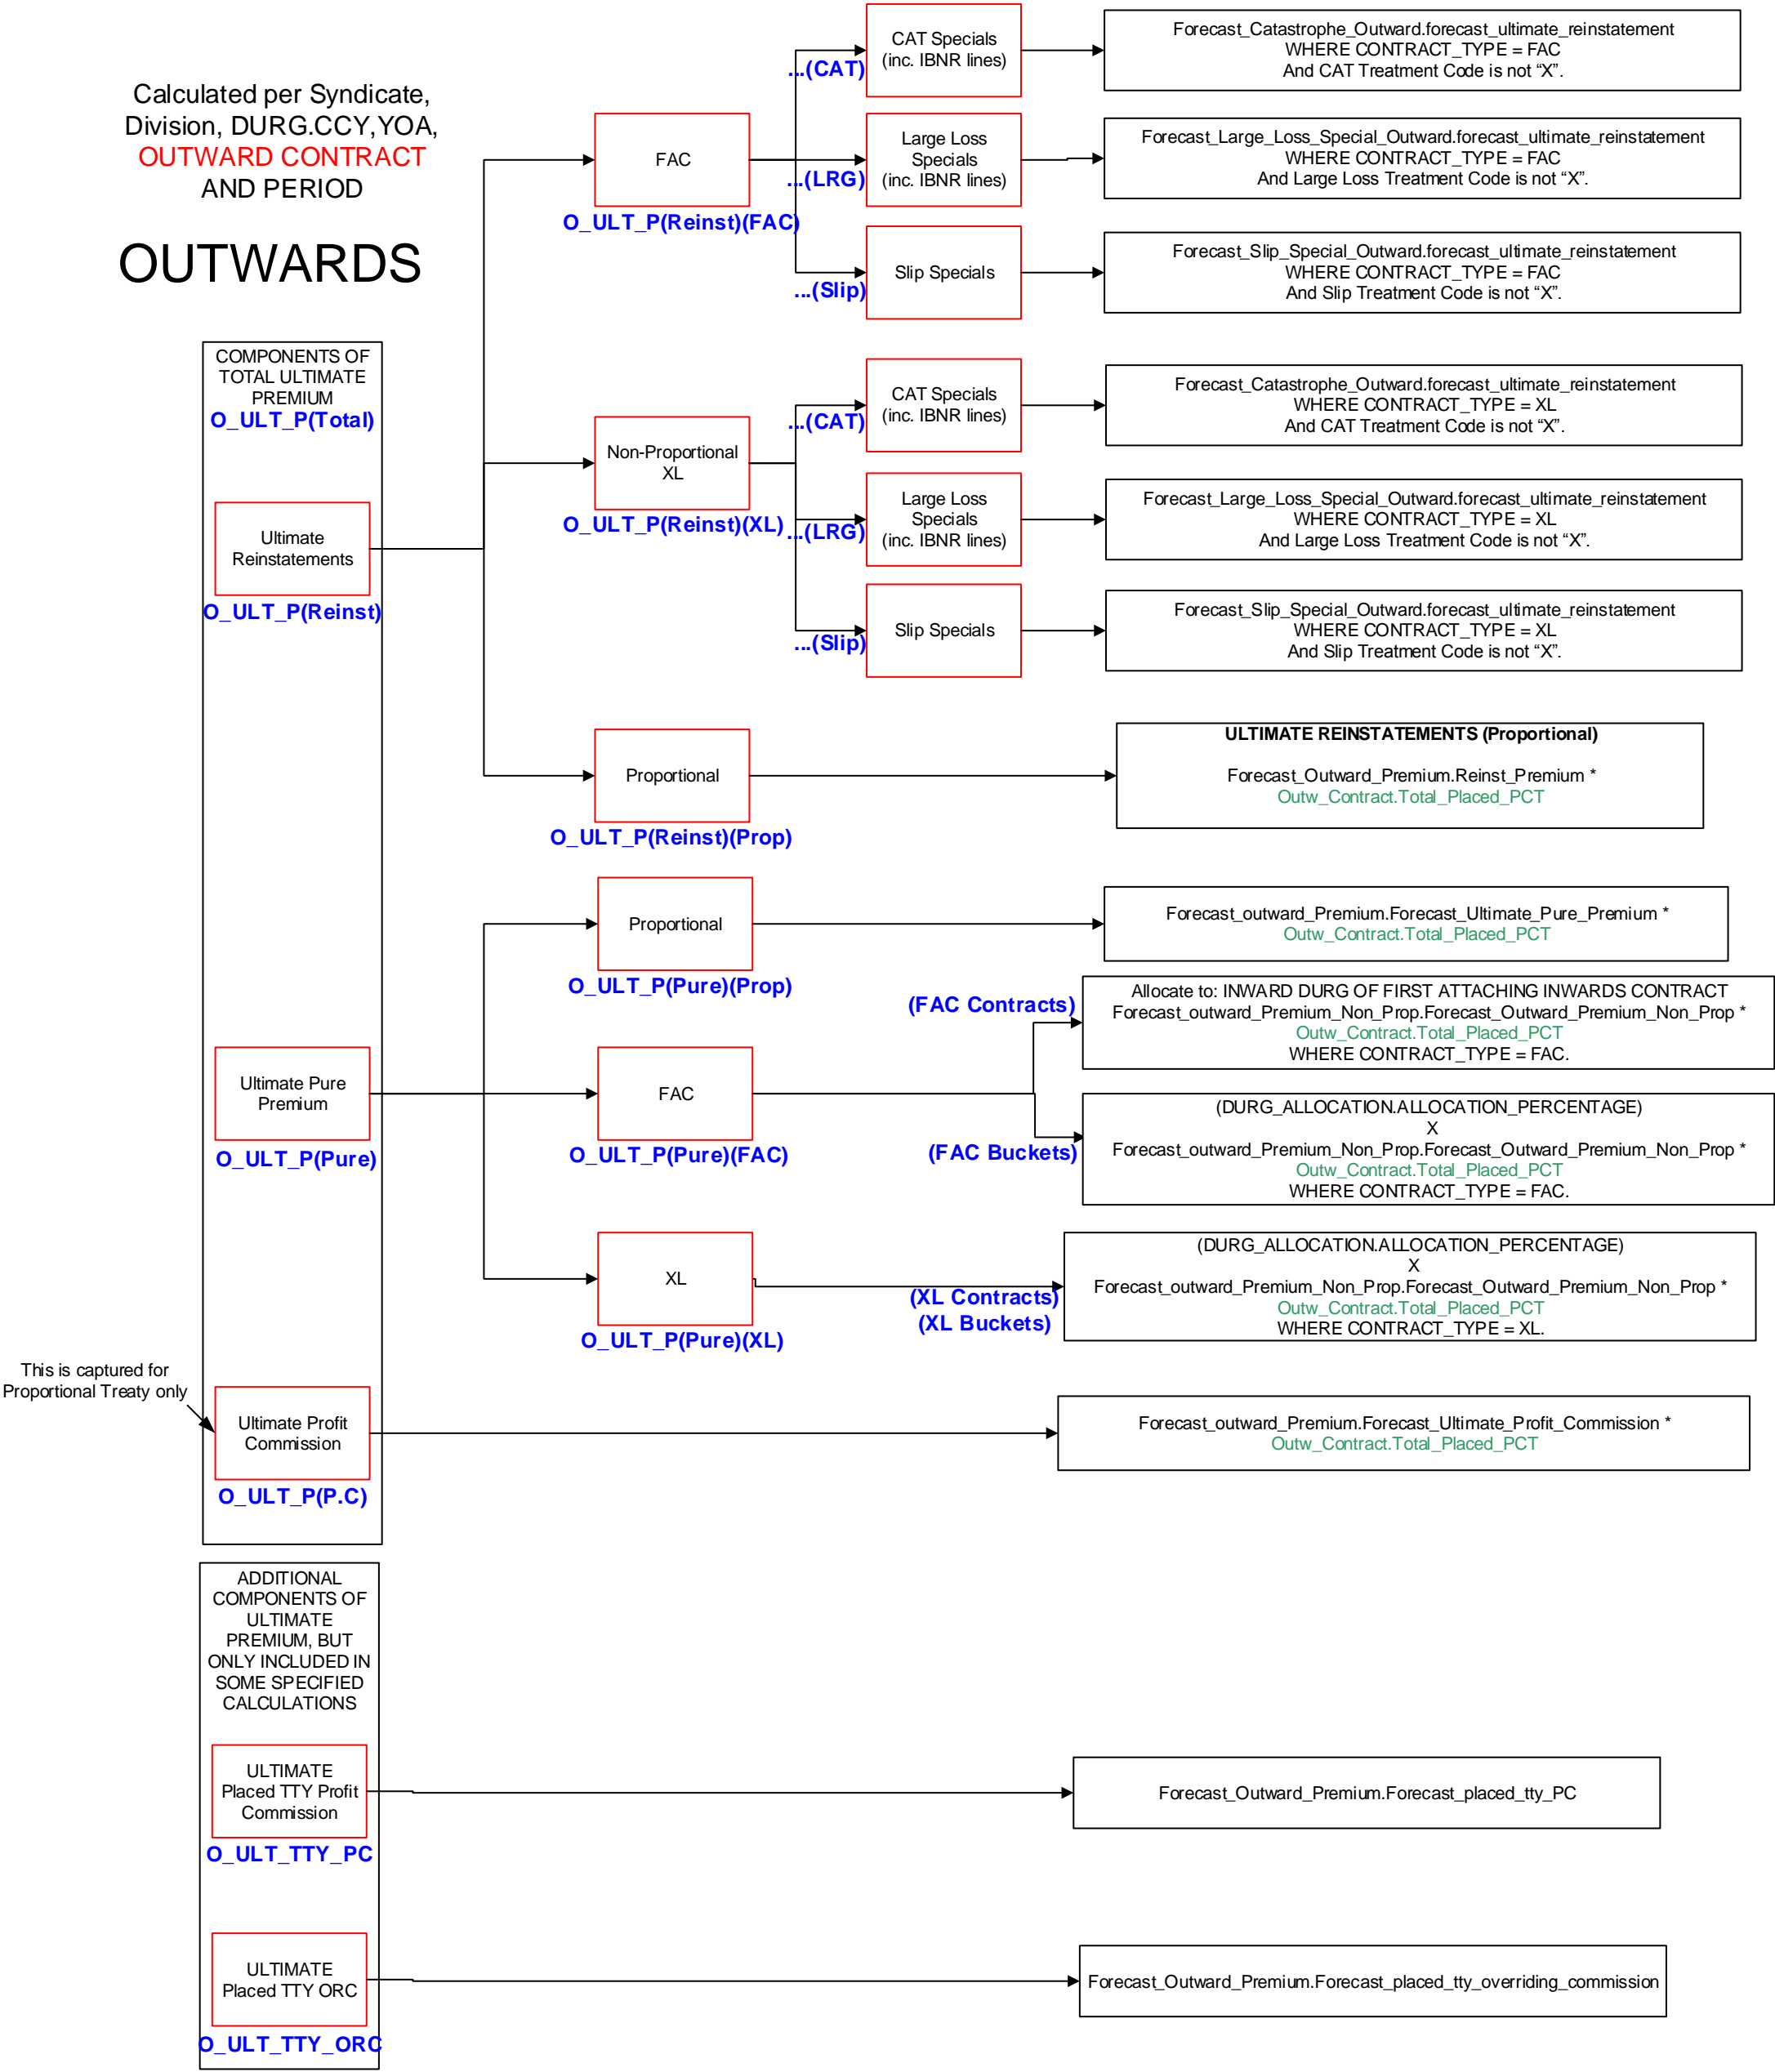 Calculated per Syndicate,
Division, DURG.CCY,YOA,
OUTWARD CONTRACT
AND PERIOD
OUTWARDS
COMPONENTS OF
TOTAL ULTIMATE
PREMIUM
O_ULT_P(Total)
Ultimate
Reinstatements
O_ULT_P(Reinst)
FAC
O_ULT_P(Reinst)(FAC)
...(CAT)
CAT Specials
(inc. IBNR lines)
Forecast_Catastrophe_Outward.forecast_ultimate_reinstatement
WHERE CONTRACT_TYPE = FAC
And CAT Treatment Code is not “X”.
...(LRG)
Large Loss
Specials
(inc. IBNR lines)
Forecast_Large_Loss_Special_Outward.forecast_ultimate_reinstatement
WHERE CONTRACT_TYPE = FAC
And Large Loss Treatment Code is not “X”.
...(Slip)
Slip Specials
Forecast_Slip_Special_Outward.forecast_ultimate_reinstatement
WHERE CONTRACT_TYPE = FAC
And Slip Treatment Code is not “X”.
Non-Proportional
XL
O_ULT_P(Reinst)(XL)
...(CAT)
CAT Specials
(inc. IBNR lines)
Forecast_Catastrophe_Outward.forecast_ultimate_reinstatement
WHERE CONTRACT_TYPE = XL
And CAT Treatment Code is not “X”.
...(LRG)
Large Loss
Specials
(inc. IBNR lines)
Forecast_Large_Loss_Special_Outward.forecast_ultimate_reinstatement
WHERE CONTRACT_TYPE = XL
And Large Loss Treatment Code is not “X”.
...(Slip)
Slip Specials
Forecast_Slip_Special_Outward.forecast_ultimate_reinstatement
WHERE CONTRACT_TYPE = XL
And Slip Treatment Code is not “X”.
Proportional
O_ULT_P(Reinst)(Prop)
ULTIMATE REINSTATEMENTS (Proportional)
Forecast_Outward_Premium.Reinst_Premium *
Outw_Contract.Total_Placed_PCT
Ultimate Pure
Premium
O_ULT_P(Pure)
Proportional
O_ULT_P(Pure)(Prop)
Forecast_outward_Premium.Forecast_Ultimate_Pure_Premium *
Outw_Contract.Total_Placed_PCT
FAC
O_ULT_P(Pure)(FAC)
(FAC Contracts)
Allocate to: INWARD DURG OF FIRST ATTACHING INWARDS CONTRACT
Forecast_outward_Premium_Non_Prop.Forecast_Outward_Premium_Non_Prop *
Outw_Contract.Total_Placed_PCT
WHERE CONTRACT_TYPE = FAC.
(FAC Buckets)
(DURG_ALLOCATION.ALLOCATION_PERCENTAGE)
X
Forecast_outward_Premium_Non_Prop.Forecast_Outward_Premium_Non_Prop *
Outw_Contract.Total_Placed_PCT
WHERE CONTRACT_TYPE = FAC.
XL
O_ULT_P(Pure)(XL)
(XL Contracts)
(XL Buckets)
(DURG_ALLOCATION.ALLOCATION_PERCENTAGE)
X
Forecast_outward_Premium_Non_Prop.Forecast_Outward_Premium_Non_Prop *
Outw_Contract.Total_Placed_PCT
WHERE CONTRACT_TYPE = XL.
This is captured for
Proportional Treaty only
Ultimate Profit
Commission
O_ULT_P(P.C)
Forecast_outward_Premium.Forecast_Ultimate_Profit_Commission *
Outw_Contract.Total_Placed_PCT
ADDITIONAL
COMPONENTS OF
ULTIMATE
PREMIUM, BUT
ONLY INCLUDED IN
SOME SPECIFIED
CALCULATIONS
ULTIMATE
Placed TTY Profit
Commission
O_ULT_TTY_PC
Forecast_Outward_Premium.Forecast_placed_tty_PC
ULTIMATE
Placed TTY ORC
O_ULT_TTY_ORC
Forecast_Outward_Premium.Forecast_placed_tty_overriding_commission